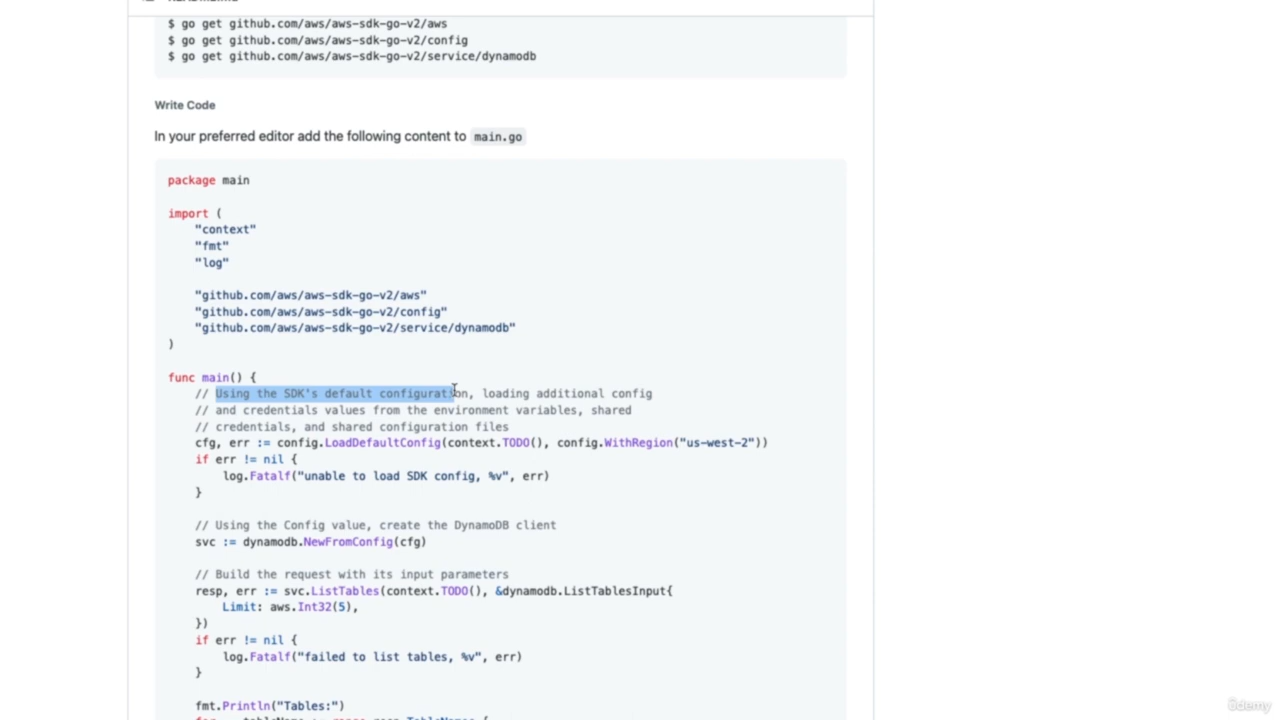 $ go get github.com/aws/aws-sdk-go-v2/aws
$ go get github.com/aws/aws-sdk-go-v2/config
$ go get github.com/aws/aws-sdk-go-v2/service/dynamodb
Write Code
In your preferred editor add the following content to main.go
package main
import (
"context"
"fmt"
"log"
"github.com/aws/aws-sdk-go-v2/aws"
"github.com/aws/aws-sdk-go-v2/config"
"github.com/aws/aws-sdk-go-v2/service/dynamodb"
)
func main() {
// Using the SDK's default configuration, loading additional config
// and credentials values from the environment variables, shared
// credentials, and shared configuration files
cfg, err := config.LoadDefaultConfig(context.TODO(), config.WithRegion("us-west-2"))
if err != nil {
log.Fatalf("unable to load SDK config, %v", err)
}
// Using the Config value, create the DynamoDB client
svc := dynamodb.NewFromConfig(cfg)
// Build the request with its input parameters
resp, err := svc.ListTables(context.TODO(), &dynamodb.ListTablesInput{
Limit: aws.Int32(5),
})
if err != nil {
log.Fatalf("failed to list tables, %v", err)
}
fmt.Println("Tables:")
for _, tableName := range resp.TableNames {
ûdemy